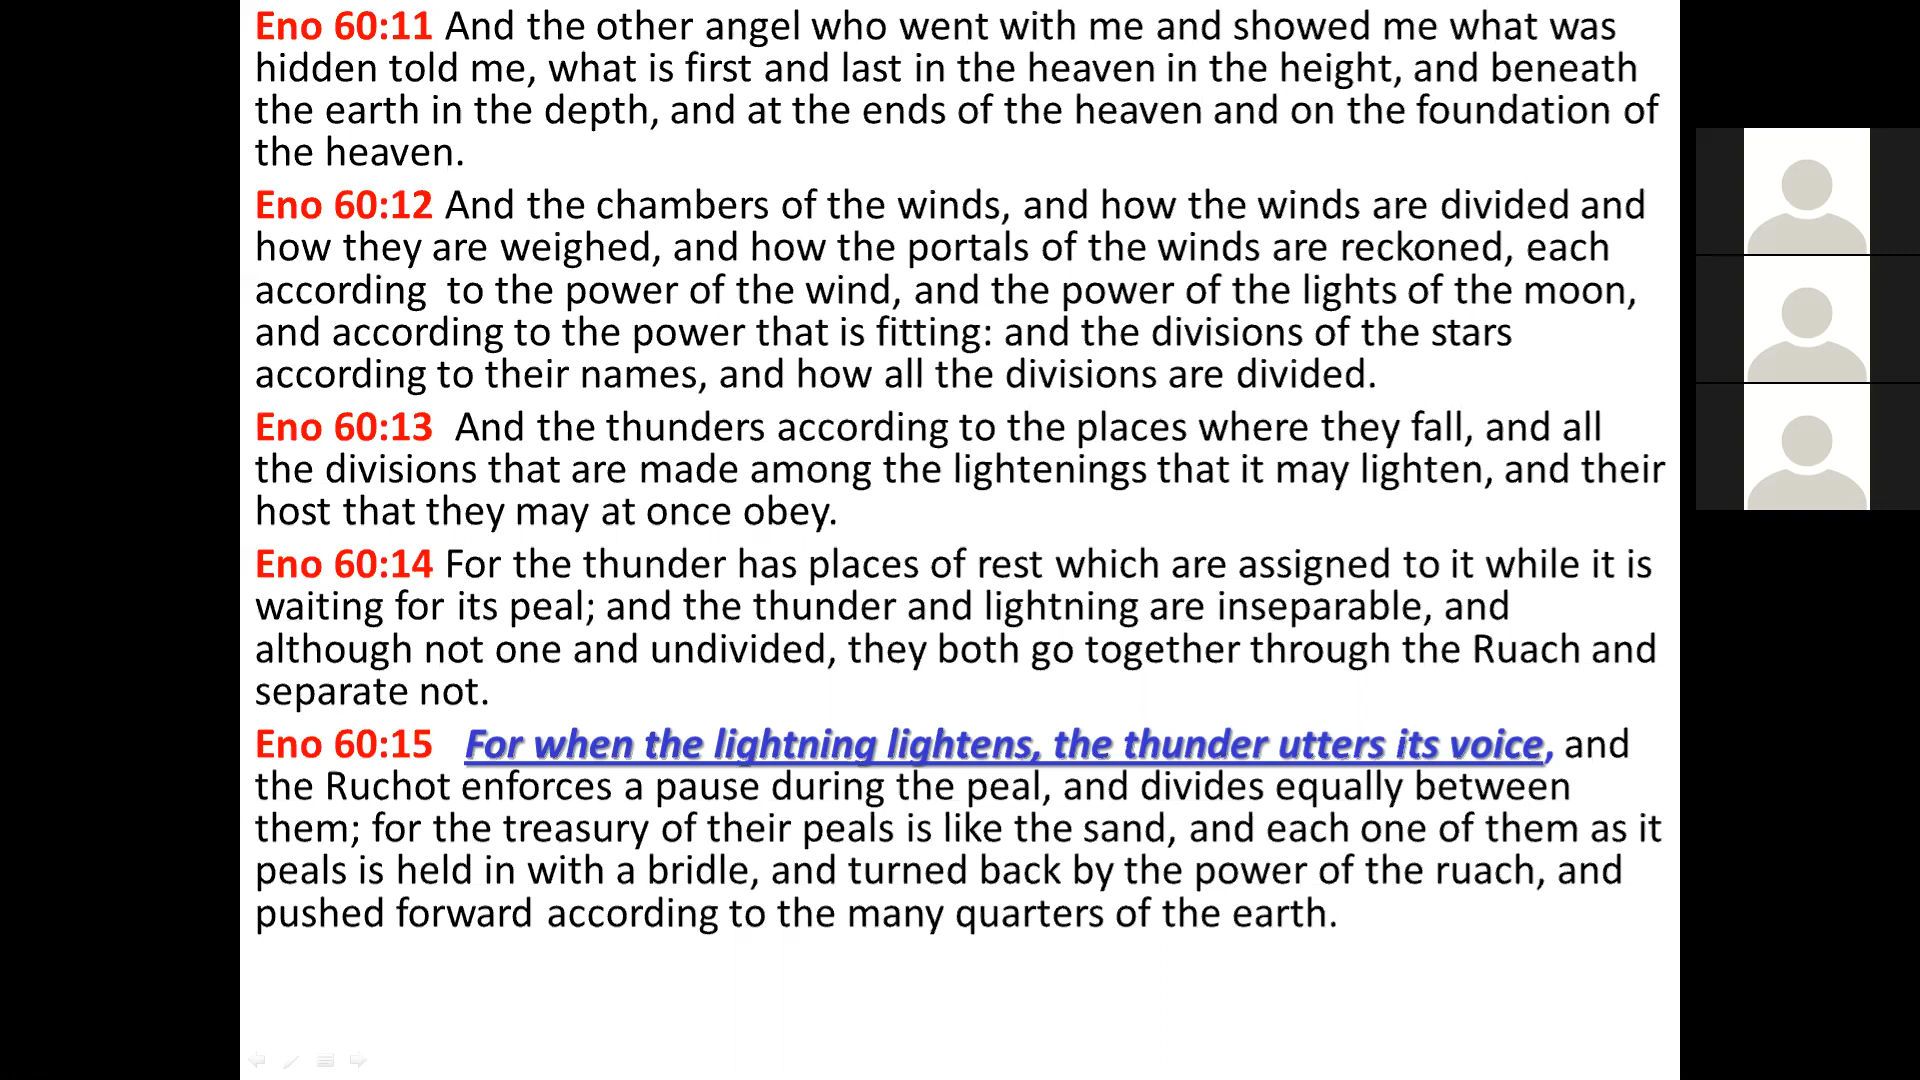 Eno 60:11 And the other angel who went with me and showed me what was
hidden told me, what is first and last in the heaven in the height, and beneath
the earth in the depth, and at the ends of the heaven and on the foundation of
the heaven.
Eno 60:12 And the chambers of the winds, and how the winds are divided and
how they are weighed, and how the portals of the winds are reckoned, each
according  to the power of the wind, and the power of the lights of the moon,
and according to the power that is fitting: and the divisions of the stars
according to their names, and how all the divisions are divided.
Eno 60:13  And the thunders according to the places where they fall, and all
the divisions that are made among the lightenings that it may lighten, and their
host that they may at once obey.
Eno 60:14 For the thunder has places of rest which are assigned to it while it is
waiting for its peal; and the thunder and lightning are inseparable, and
although not one and undivided, they both go together through the Ruach and
separate not.
Eno 60:15   For when the lightning lightens, the thunder utters its voice, and
the Ruchot enforces a pause during the peal, and divides equally between
them; for the treasury of their peals is like the sand, and each one of them as it
peals is held in with a bridle, and turned back by the power of the ruach, and
pushed forward according to the many quarters of the earth.